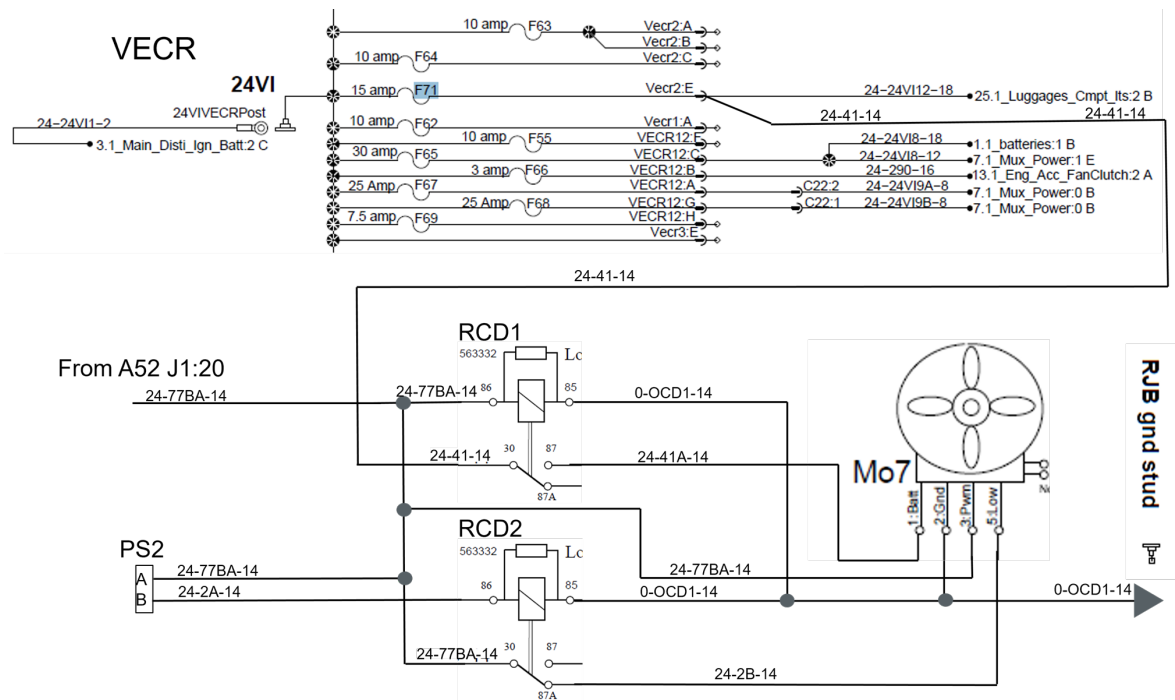 10 amp F63 Vecr2:A
VECR
Vecr2:B
10 amp F64 Vecr2:C
24VI
15 amp F71 Vecr2:E 24-24VI12-18 25.1_Luggages_Cmpt_lts:2 B
24-41-14 24-41-14
24VIVECRPost
24-24VI1-2
3.1_Main_Disti_Ign_Batt:2 C
10 amp F62 Vecr1:A
10 amp F55 VECR12:E 24-24VI8-18 1.1_batteries:1 B
30 amp F65 VECR12:C 24-24VI8-12 7.1_Mux_Power:1 E
3 amp F66 VECR12:B 24-290-16 13.1_Eng_Acc_FanClutch:2 A
25 Amp F67 VECR12:A C22:2 24-24VI9A-8 7.1_Mux_Power:0 B
25 Amp F68 VECR12:G C22:1 24-24VI9B-8 7.1_Mux_Power:0 B
7.5 amp F69 VECR12:H
Vecr3:E
24-41-14
RCD1
563332 Lc
From A52 J1:20
24-77BA-14 24-77BA-14 86 85 0-OCD1-14
24-41-14 30 87 24-41A-14
87A
Mo7
1:Batt
2:Gnd
3:Pwm
5:Low
RJB gnd stud
RCD2
563332 Lc
PS2
A 24-77BA-14 24-77BA-14
B 24-2A-14 86 85 0-OCD1-14 0-OCD1-14
24-77BA-14 30 87
24-2B-14
87A